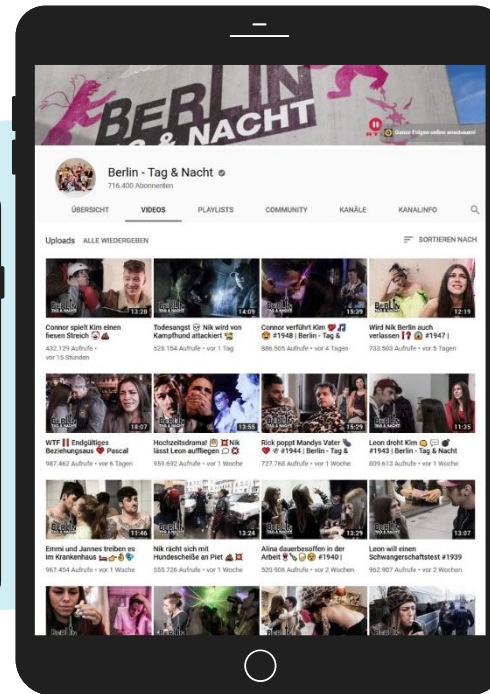 BERLIN
TAG & NACHT
Ganze Folgen online anschauen!
Berlin - Tag & Nacht
716.400 Abonnenten
ÜBERSICHT VIDEOS PLAYLISTS COMMUNITY KANÄLE KANALINFO
Uploads ALLE WIEDERGEBEN SORTIEREN NACH
13:28 14:09 15:39 12:19
Connor spielt Kim einen Todesangst 💀 Nik wird von Connor verführt Kim Wird Nik Berlin auch
fiesen Streich Kampfhund attackiert #1948 | Berlin - Tag & verlassen #1947 |
432.129 Aufrufe • 528.154 Aufrufe • vor 1 Tag 886.505 Aufrufe • vor 4 Tagen 733.503 Aufrufe • vor 5 Tagen
vor 16 Stunden
18:07 13:55 15:29 11:35
WTF Endgültiges Hochzeitsdrama! Nik Rick poppt Mandys Vater Leon droht Kim
Beziehungsaus Pascal lässt Leon auffliegen #1944 | Berlin - Tag & #1943 | Berlin - Tag & Nacht
987.462 Aufrufe • vor 6 Tagen 959.692 Aufrufe • vor 1 Woche 727.768 Aufrufe • vor 1 Woche 809.613 Aufrufe • vor 1 Woche
11:46 13:24 13:29 13:07
Emmi und Jannes treiben es Nik rächt sich mit Alina dauerbesoffen in der Leon will einen
im Krankenhaus Hundescheiße an Piet Arbeit #1940 | Schwangerschaftstest #1939
967.454 Aufrufe • vor 1 Woche 555.726 Aufrufe • vor 1 Woche 520.906 Aufrufe • vor 2 Wochen 962.907 Aufrufe • vor 2 Wochen